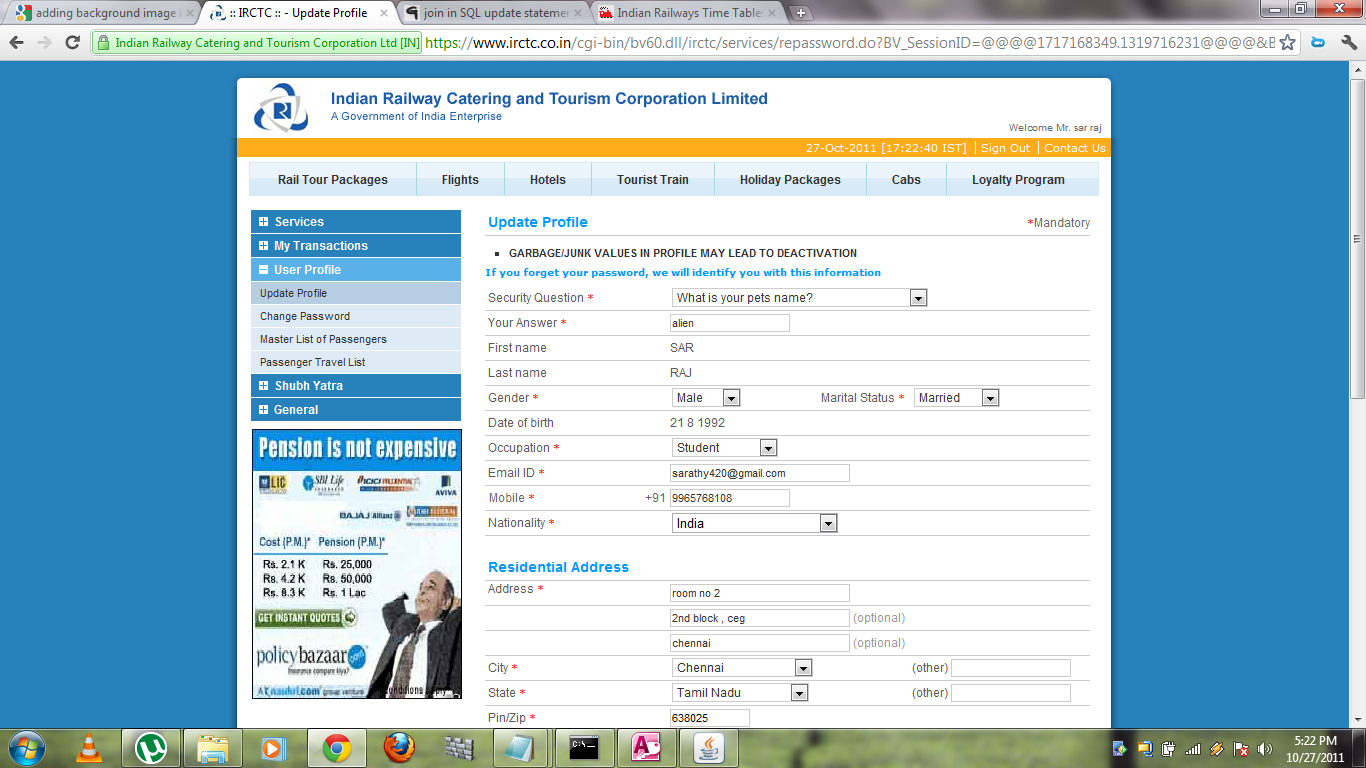 adding background image
:: IRCTC :: - Update Profile
join in SQL update stateme
Indian Railways Time Table
Indian Railway Catering and Tourism Corporation Ltd [IN]
https://www.irctc.co.in/cgi-bin/bv60.dll/irctc/services/repassword.do?BV_SessionID=@@@@1717168349.1319716231@@@@&B
Indian Railway Catering and Tourism Corporation Limited
A Government of India Enterprise
Welcome Mr. sar raj
27-Oct-2011 [17:22:40 IST] Sign Out Contact Us
Rail Tour Packages Flights Hotels Tourist Train Holiday Packages Cabs Loyalty Program
Services
My Transactions
User Profile
Update Profile
Change Password
Master List of Passengers
Passenger Travel List
Shubh Yatra
General
Pension is not expensive
LIC SBI Life ICICI PRUDENTIAL AVIVA
BAJAJ Allianz
Cost (P.M.)* Pension (P.M.)*
Rs. 2.1 K Rs. 25,000
Rs. 4.2 K Rs. 50,000
Rs. 8.3 K Rs. 1 Lac
GET INSTANT QUOTES
policybazaar.com
Insurance compare kiya?
A naukri.com group venture
Update Profile *Mandatory
GARBAGE/JUNK VALUES IN PROFILE MAY LEAD TO DEACTIVATION
If you forget your password, we will identify you with this information
Security Question * What is your pets name?
Your Answer * alien
First name SAR
Last name RAJ
Gender * Male Marital Status * Married
Date of birth 21 8 1992
Occupation * Student
Email ID * sarathy420@gmail.com
Mobile * +91 9965768108
Nationality * India
Residential Address
Address * room no 2
2nd block , ceg (optional)
chennai (optional)
City * Chennai (other)
State * Tamil Nadu (other)
Pin/Zip * 638025
5:22 PM
10/27/2011